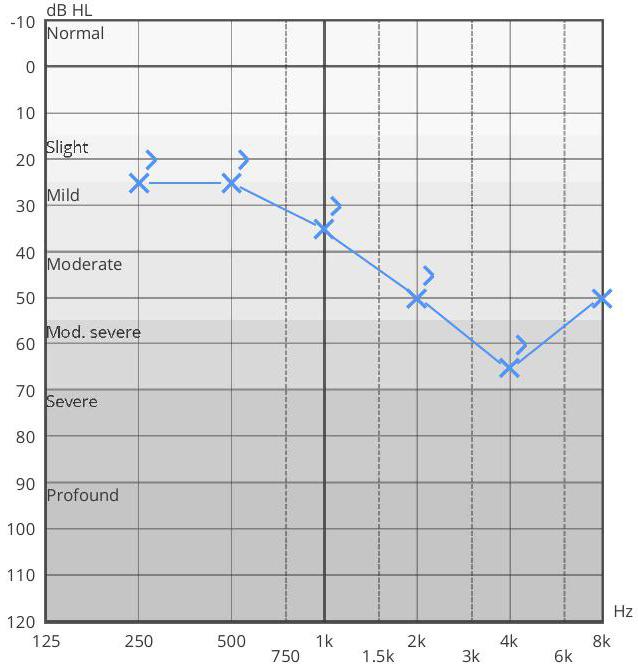 dB HL
-10
Normal
0
10
Slight
20
Mild
30
40
Moderate
50
Mod. severe
60
70
Severe
80
90
Profound
100
110
120
Hz
125 250 500 1k 2k 4k 8k
750 1.5k 3k 6k